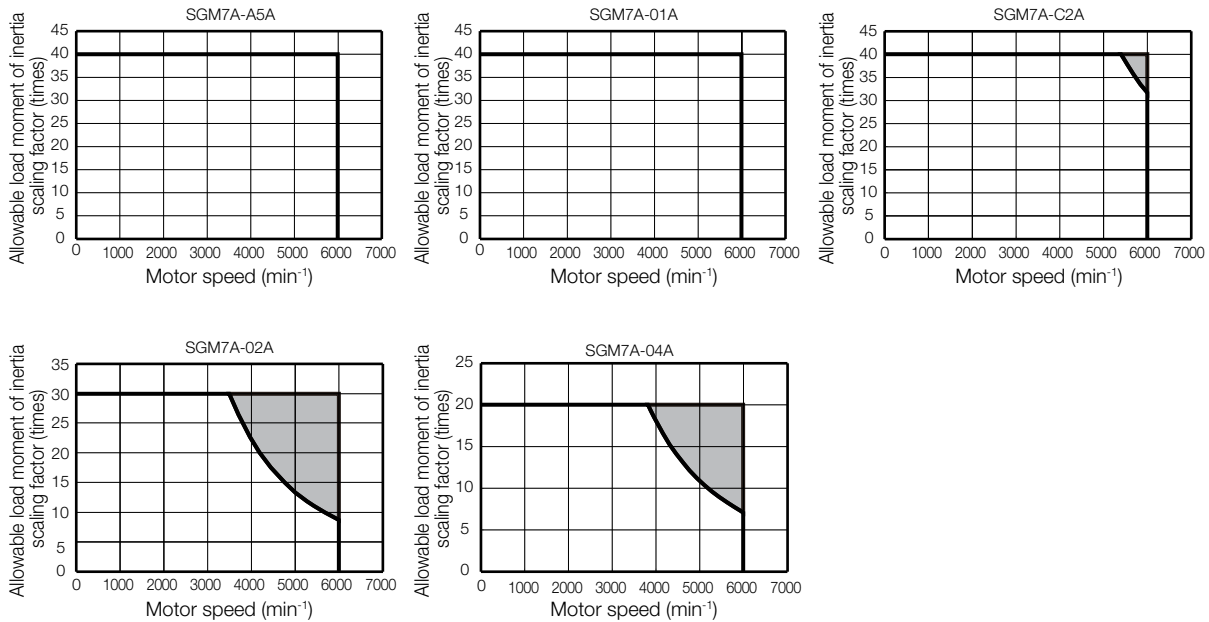 SGM7A-A5A
Allowable load moment of inertia
scaling factor (times)
45
40
35
30
25
20
15
10
5
0
0 1000 2000 3000 4000 5000 6000 7000
Motor speed (min-1)
SGM7A-01A
Allowable load moment of inertia
scaling factor (times)
45
40
35
30
25
20
15
10
5
0
0 1000 2000 3000 4000 5000 6000 7000
Motor speed (min-1)
SGM7A-C2A
Allowable load moment of inertia
scaling factor (times)
45
40
35
30
25
20
15
10
5
0
0 1000 2000 3000 4000 5000 6000 7000
Motor speed (min-1)
SGM7A-02A
Allowable load moment of inertia
scaling factor (times)
35
30
25
20
15
10
5
0
0 1000 2000 3000 4000 5000 6000 7000
Motor speed (min-1)
SGM7A-04A
Allowable load moment of inertia
scaling factor (times)
25
20
15
10
5
0
0 1000 2000 3000 4000 5000 6000 7000
Motor speed (min-1)